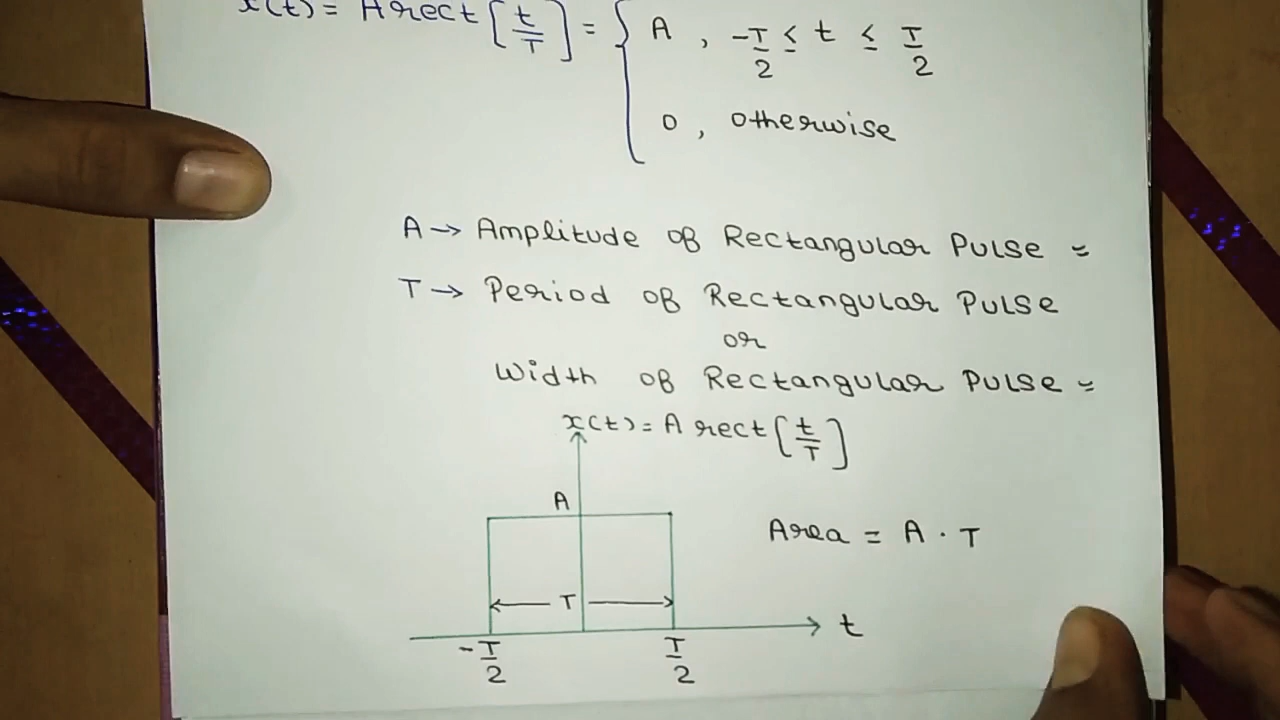 x(t) = A rect [t/T] = { A , -T/2 ≤ t ≤ T/2
0 , otherwise
A → Amplitude of Rectangular Pulse =
T → Period of Rectangular Pulse
or
Width of Rectangular Pulse =
x(t) = A rect [t/T]
A
Area = A · T
T
t
-T/2 T/2